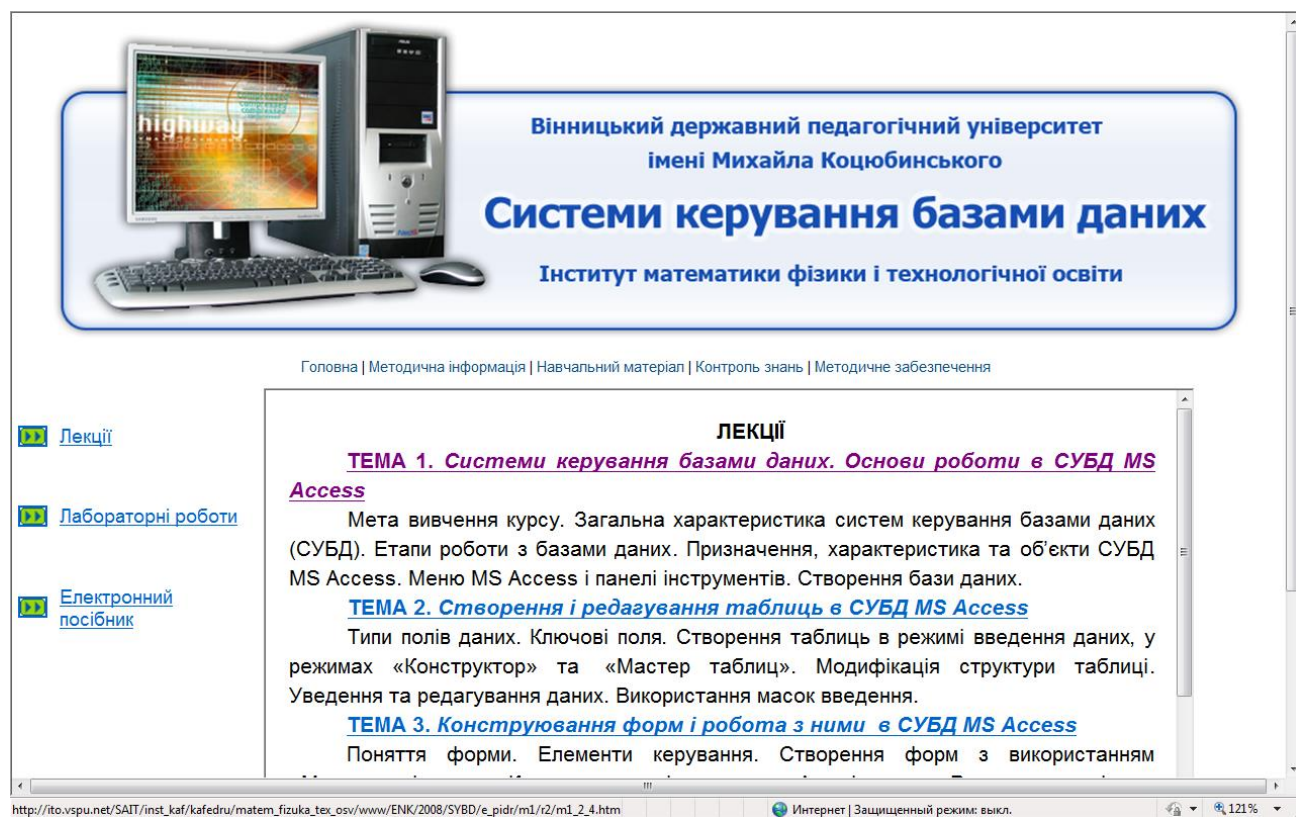 highway
Вінницький державний педагогічний університет
імені Михайла Коцюбинського
Системи керування базами даних
Інститут математики фізики і технологічної освіти
Головна | Методична інформація | Навчальний матеріал | Контроль знань | Методичне забезпечення
Лекції
Лабораторні роботи
Електронний
посібник
ЛЕКЦІЇ
ТЕМА 1. Системи керування базами даних. Основи роботи в СУБД MS
Access
Мета вивчення курсу. Загальна характеристика систем керування базами даних
(СУБД). Етапи роботи з базами даних. Призначення, характеристика та об’єкти СУБД
MS Access. Меню MS Access і панелі інструментів. Створення бази даних.
ТЕМА 2. Створення і редагування таблиць в СУБД MS Access
Типи полів даних. Ключові поля. Створення таблиць в режимі введення даних, у
режимах «Конструктор» та «Мастер таблиц». Модифікація структури таблиці.
Уведення та редагування даних. Використання масок введення.
ТЕМА 3. Конструювання форм і робота з ними в СУБД MS Access
Поняття форми. Елементи керування. Створення форм з використанням
http://ito.vspu.net/SAIT/inst_kaf/kafedru/matem_fizuka_tex_osv/www/ENK/2008/SYBD/e_pidr/m1/r2/m1_2_4.htm
Интернет | Защищенный режим: выкл.
121%